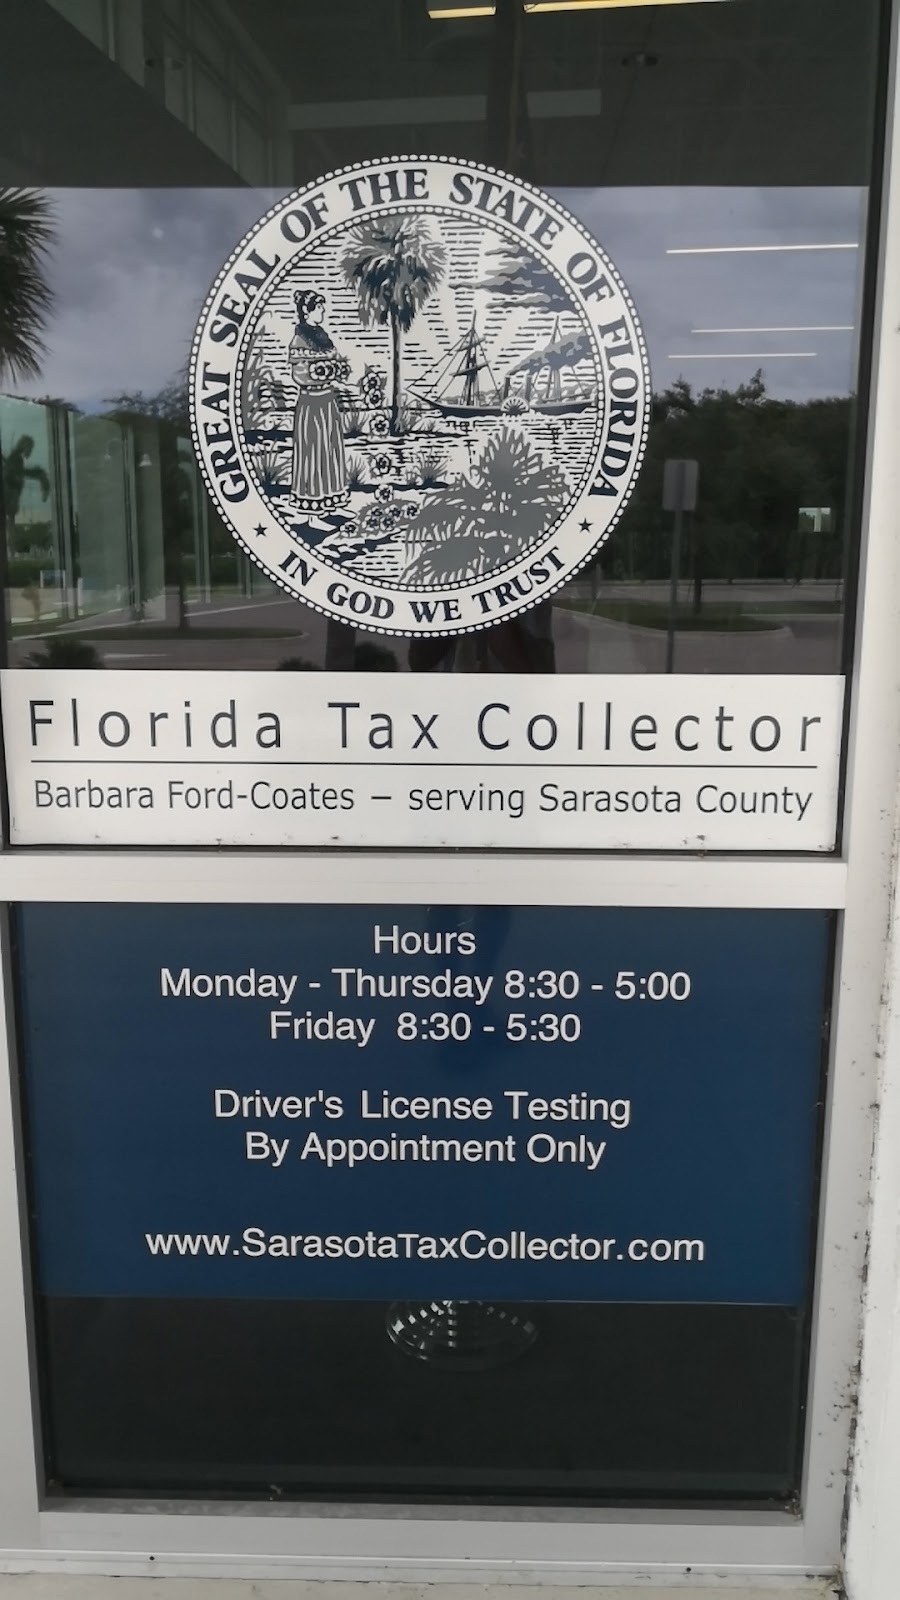 GREAT SEAL OF THE STATE OF FLORIDA
★ IN GOD WE TRUST ★
Florida Tax Collector
Barbara Ford-Coates – serving Sarasota County
Hours
Monday - Thursday 8:30 - 5:00
Friday 8:30 - 5:30
Driver's License Testing
By Appointment Only
www.SarasotaTaxCollector.com